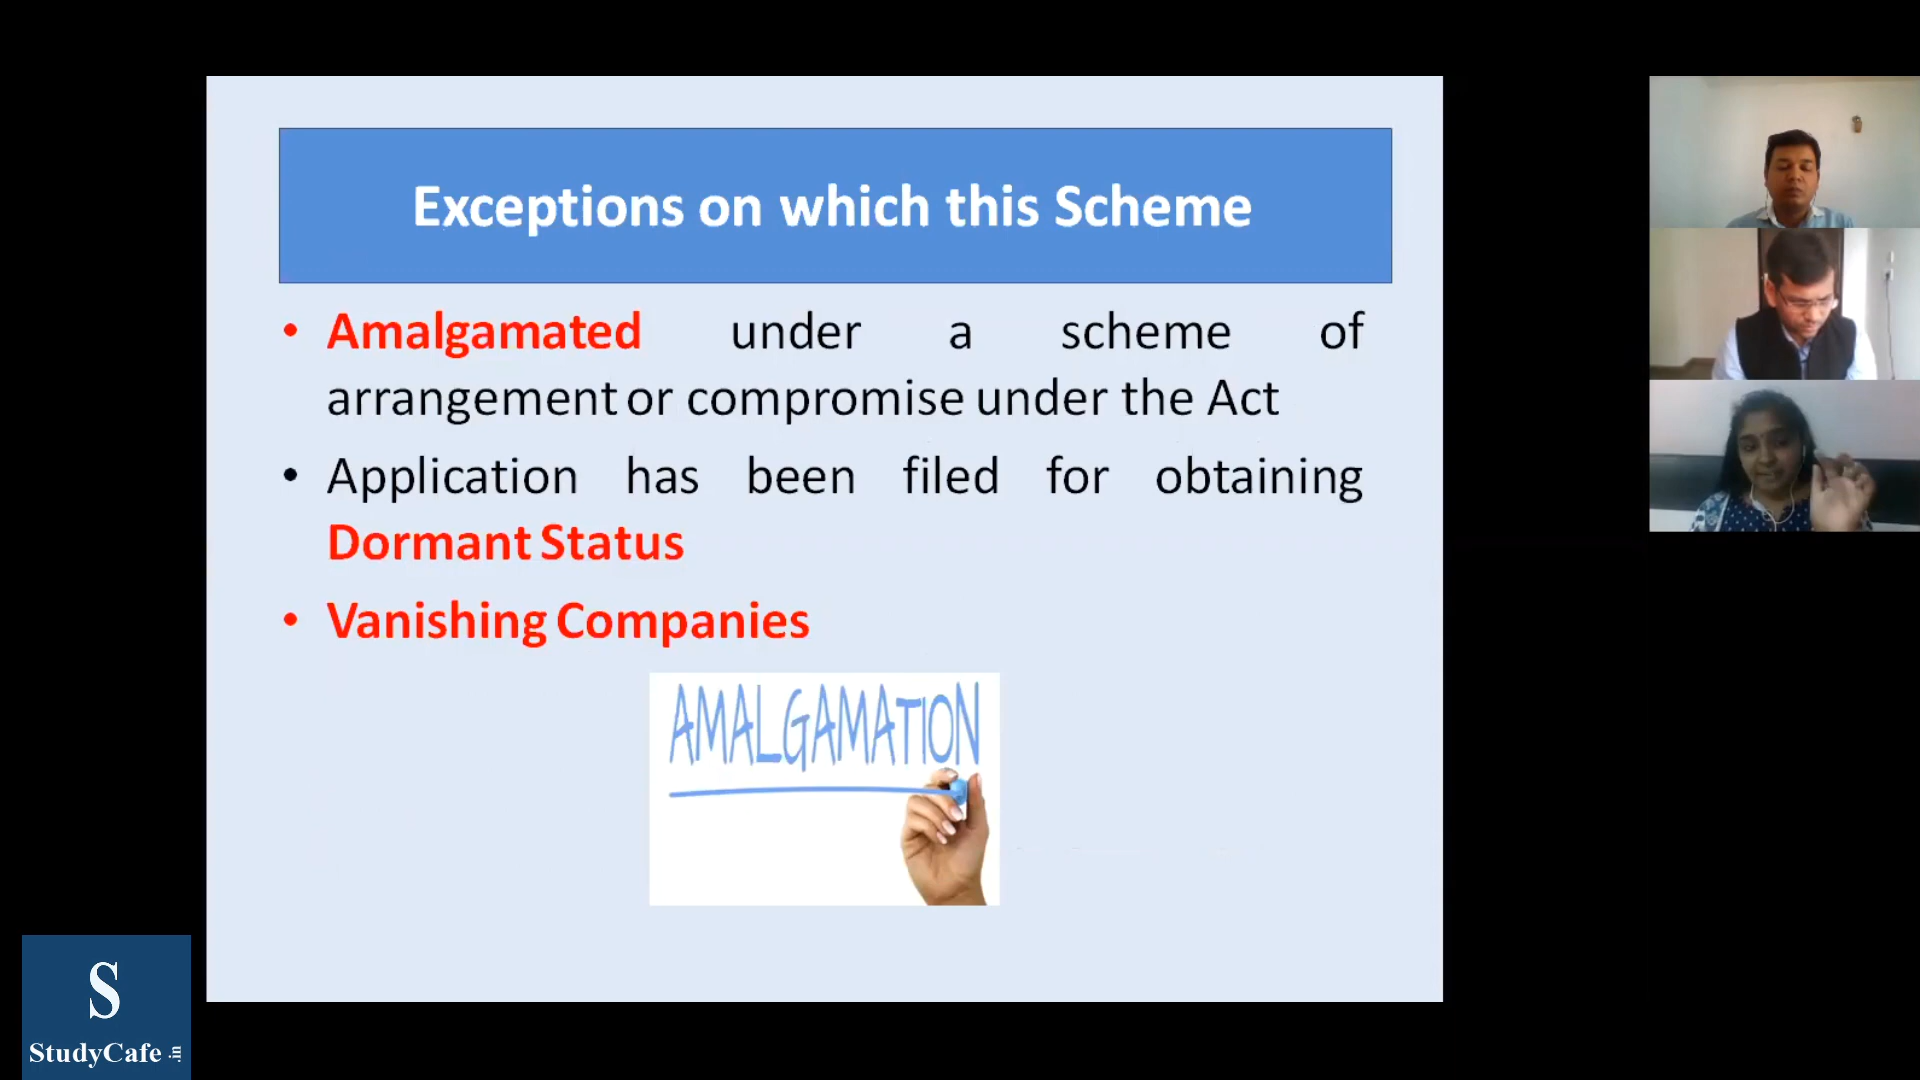 Exceptions on which this Scheme
• Amalgamated under a scheme of
arrangement or compromise under the Act
• Application has been filed for obtaining
Dormant Status
• Vanishing Companies
AMALGAMATION
S
StudyCafe .in